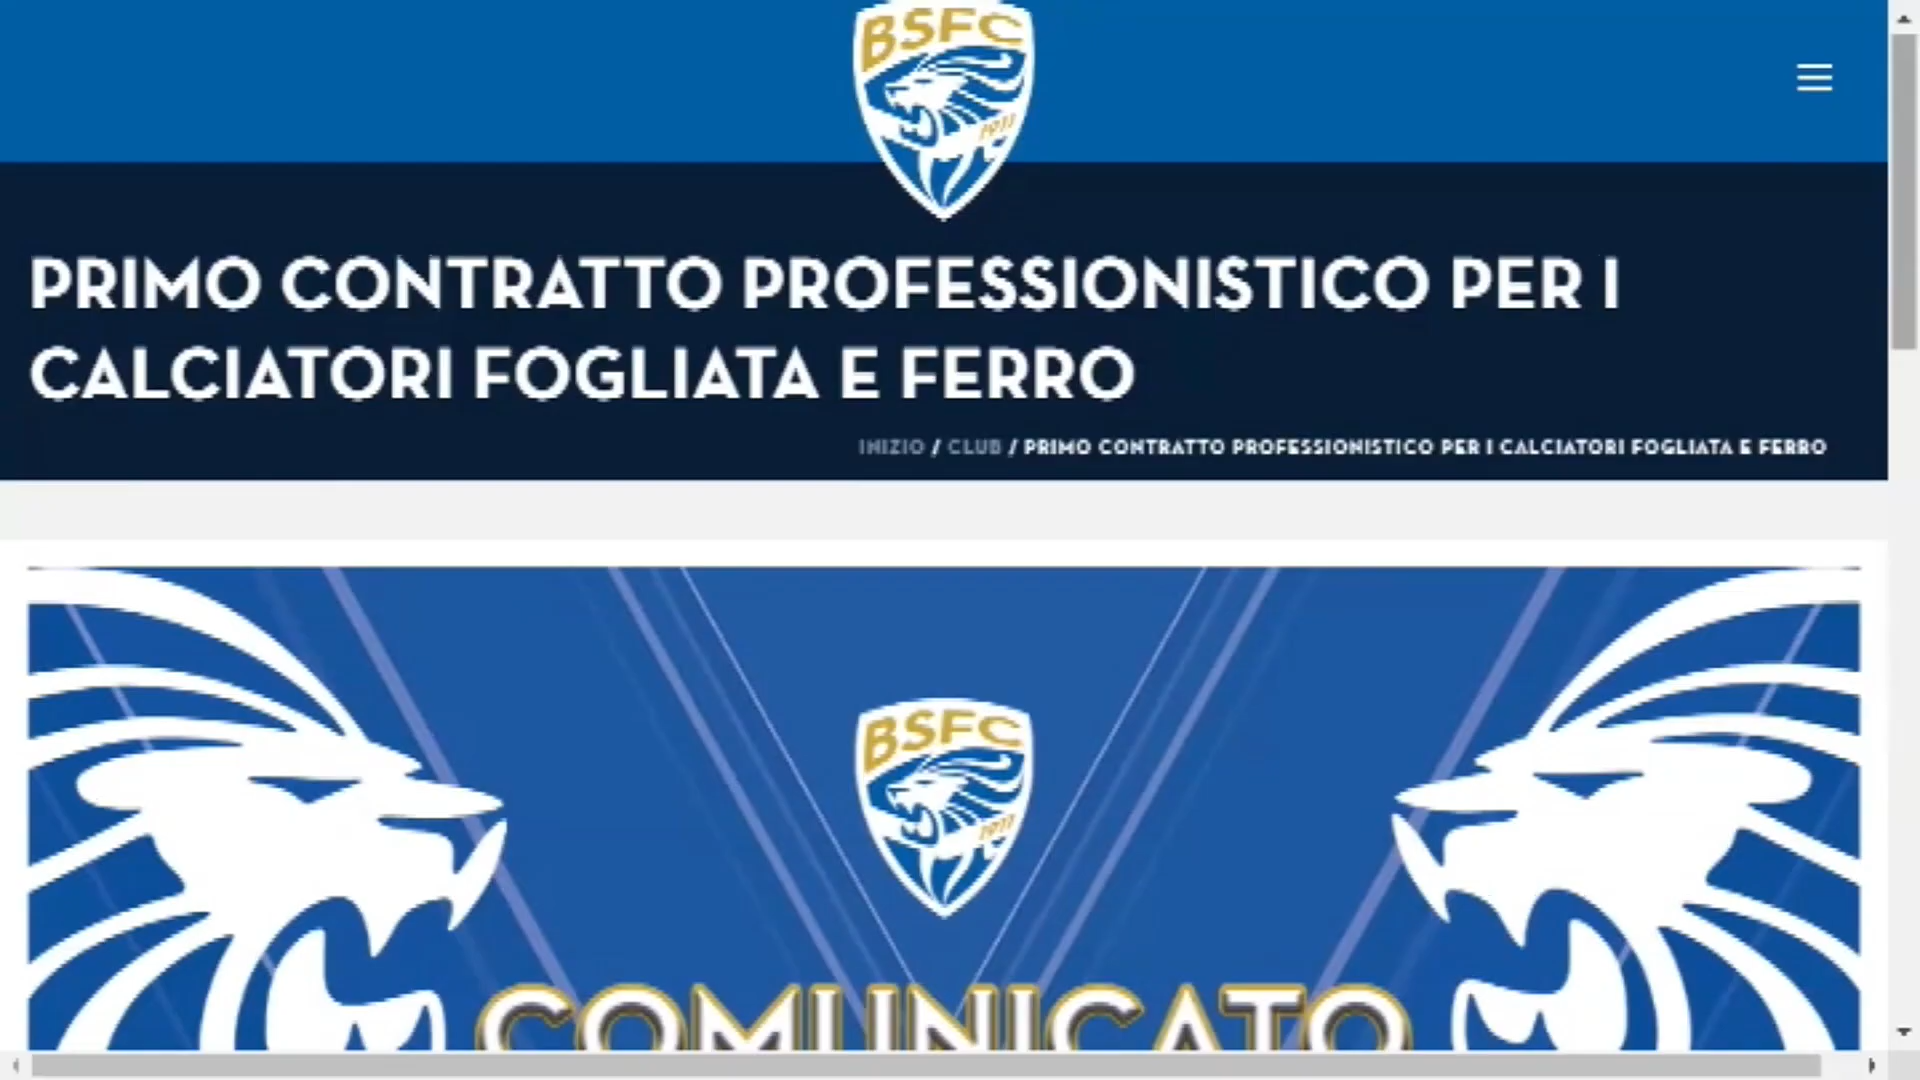 BSFC
1911
PRIMO CONTRATTO PROFESSIONISTICO PER I
CALCIATORI FOGLIATA E FERRO
INIZIO / CLUB / PRIMO CONTRATTO PROFESSIONISTICO PER I CALCIATORI FOGLIATA E FERRO
BSFC
1911
COMUNICATO